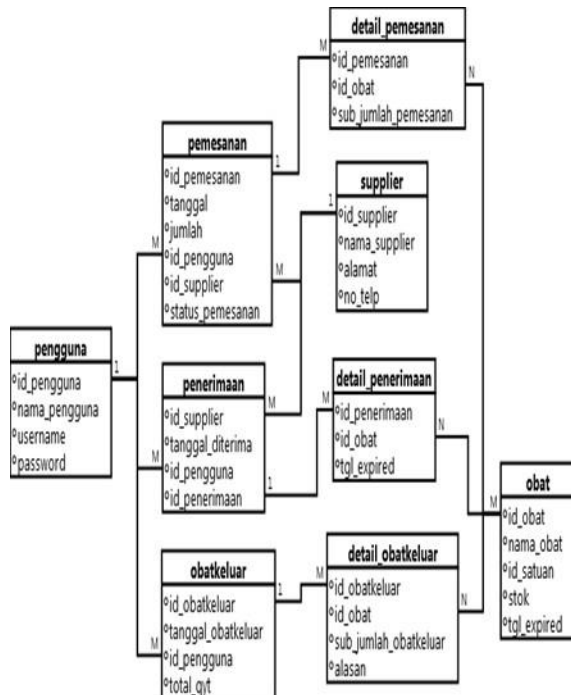 detail_pemesanan
id_pemesanan
id_obat
sub_jumlah_pemesanan
M
N
pemesanan
id_pemesanan
tanggal
jumlah
id_pengguna
id_supplier
status_pemesanan
1
M
M
supplier
id_supplier
nama_supplier
alamat
no_telp
1
pengguna
id_pengguna
nama_pengguna
username
password
1
penerimaan
id_supplier
tanggal_diterima
id_pengguna
id_penerimaan
M
M
1
detail_penerimaan
id_penerimaan
id_obat
tgl_expired
M
N
obat
id_obat
nama_obat
id_satuan
stok
tgl_expired
M
obatkeluar
id_obatkeluar
tanggal_obatkeluar
id_pengguna
total_qyt
1
M
detail_obatkeluar
id_obatkeluar
id_obat
sub_jumlah_obatkeluar
alasan
M
N